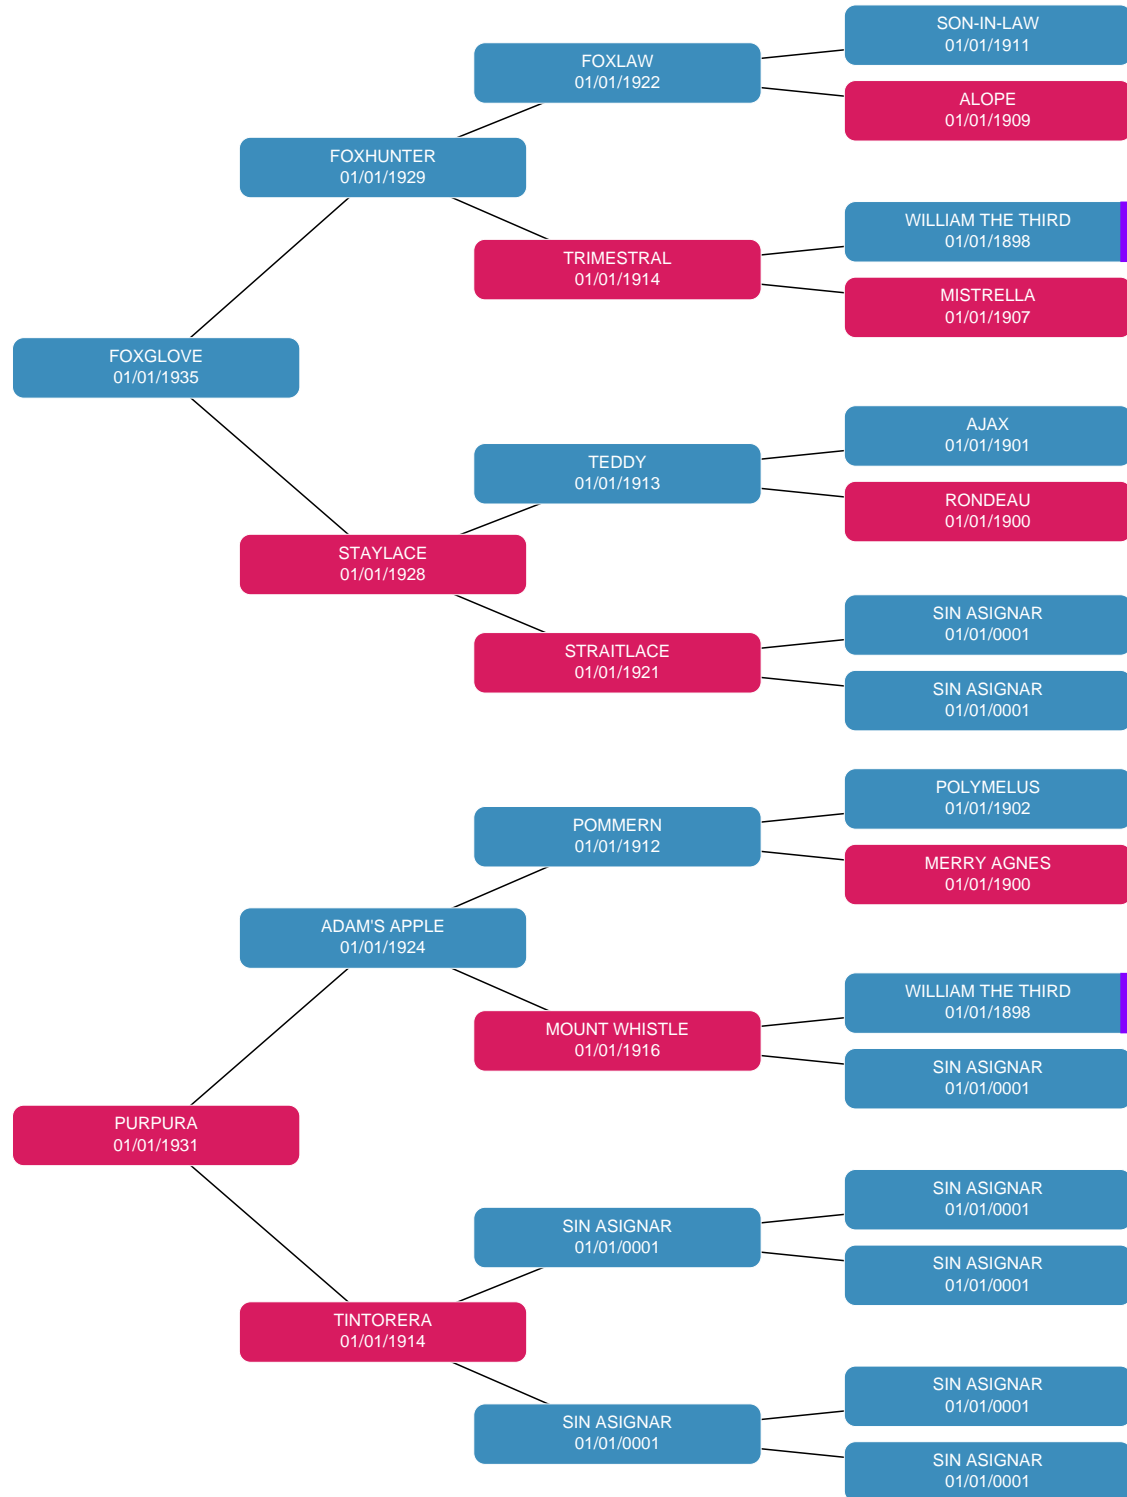 SON-IN-LAW
01/01/1911
FOXLAW
01/01/1922
ALOPE
01/01/1909
FOXHUNTER
01/01/1929
WILLIAM THE THIRD
01/01/1898
TRIMESTRAL
01/01/1914
MISTRELLA
01/01/1907
FOXGLOVE
01/01/1935
AJAX
01/01/1901
TEDDY
01/01/1913
RONDEAU
01/01/1900
STAYLACE
01/01/1928
SIN ASIGNAR
01/01/0001
STRAITLACE
01/01/1921
SIN ASIGNAR
01/01/0001
POLYMELUS
01/01/1902
POMMERN
01/01/1912
MERRY AGNES
01/01/1900
ADAM'S APPLE
01/01/1924
WILLIAM THE THIRD
01/01/1898
MOUNT WHISTLE
01/01/1916
SIN ASIGNAR
01/01/0001
PURPURA
01/01/1931
SIN ASIGNAR
01/01/0001
SIN ASIGNAR
01/01/0001
SIN ASIGNAR
01/01/0001
TINTORERA
01/01/1914
SIN ASIGNAR
01/01/0001
SIN ASIGNAR
01/01/0001
SIN ASIGNAR
01/01/0001